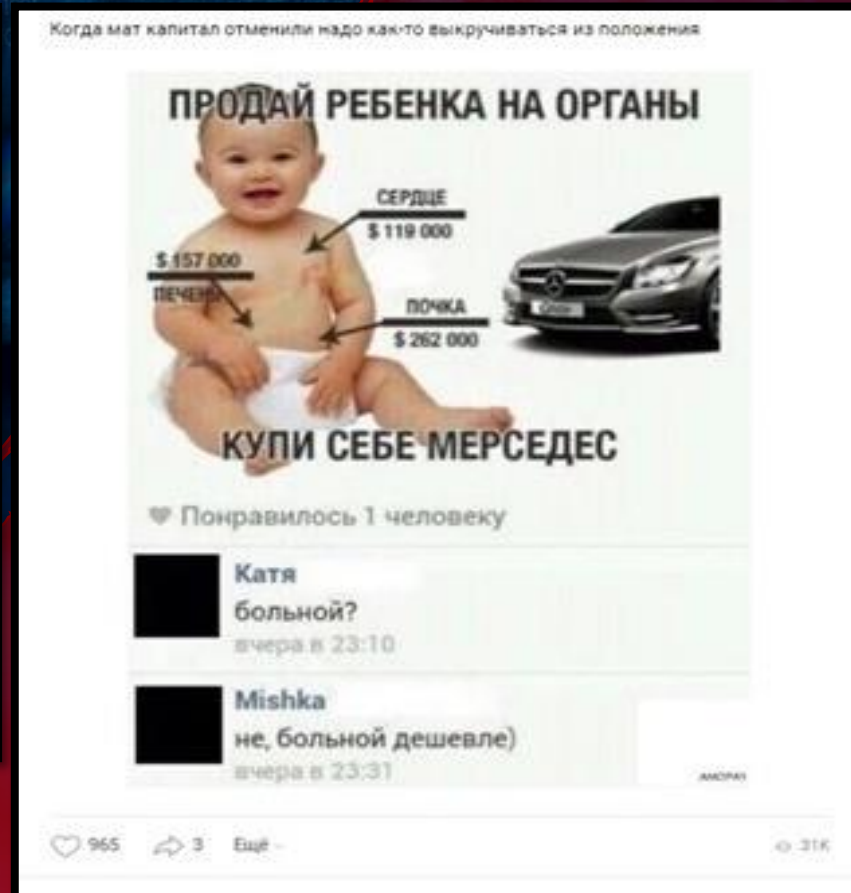 Когда мат капитал отменили надо как-то выкручиваться из положения
ПРОДАЙ РЕБЕНКА НА ОРГАНЫ
СЕРДЦЕ
$ 119 000
$ 157 000
ПЕЧЕНЬ
ПОЧКА
$ 262 000
КУПИ СЕБЕ МЕРСЕДЕС
Понравилось 1 человеку
Катя
больной?
вчера в 23:10
Mishka
не, больной дешевле)
вчера в 23:31
965 3 Ещё 31K